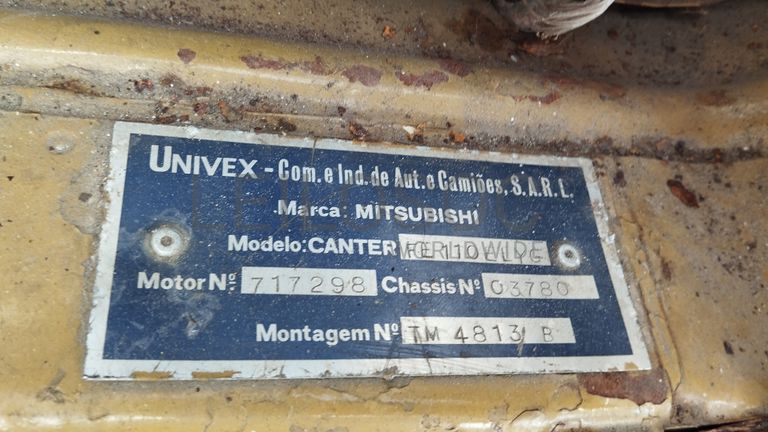 UNIVEX - Com. e Ind. de Aut. e Camiões, S.A.R.L.
Marca: MITSUBISHI
Modelo: CANTER
Motor Nº 717298 Chassis Nº 03780
Montagem Nº TM 4813 B